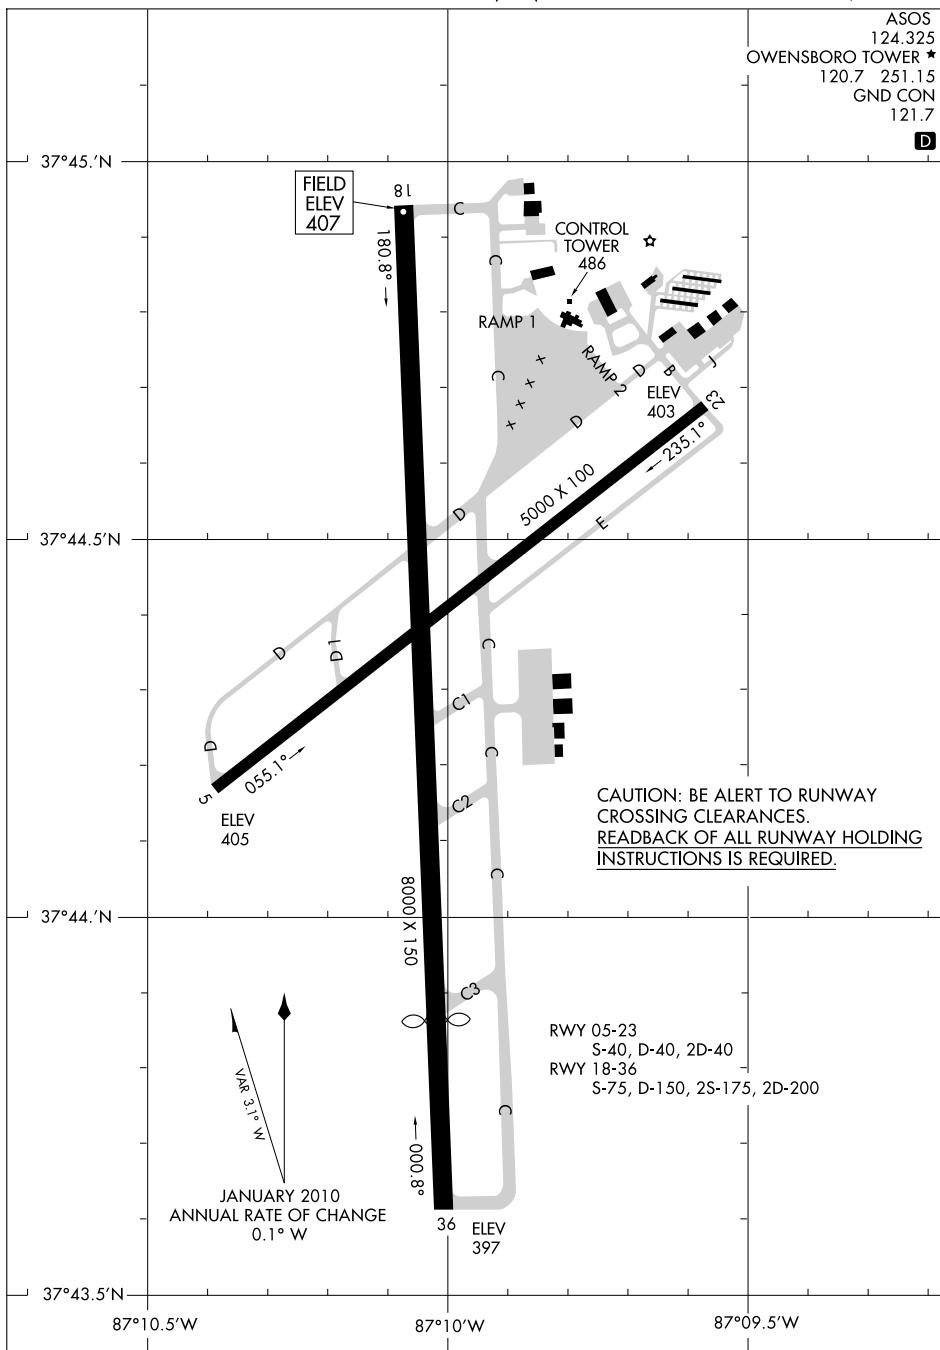 ASOS
124.325
OWENSBORO TOWER ★
120.7 251.15
GND CON
121.7
D
37°45.'N
FIELD
ELEV
407
18
C
180.8°
CONTROL
TOWER
486
C
RAMP 1
RAMP 2
C
D
B
J
ELEV
403
23
D
235.1°
5000 X 100
D
E
37°44.5'N
D
D1
C
C1
D
C
055.1°
5
ELEV
405
C2
CAUTION: BE ALERT TO RUNWAY
CROSSING CLEARANCES.
READBACK OF ALL RUNWAY HOLDING
INSTRUCTIONS IS REQUIRED.
C
8000 X 150
37°44.'N
C3
RWY 05-23
S-40, D-40, 2D-40
RWY 18-36
S-75, D-150, 2S-175, 2D-200
VAR 3.1° W
C
000.8°
JANUARY 2010
ANNUAL RATE OF CHANGE
0.1° W
36
ELEV
397
37°43.5'N
87°10.5'W
87°10'W
87°09.5'W